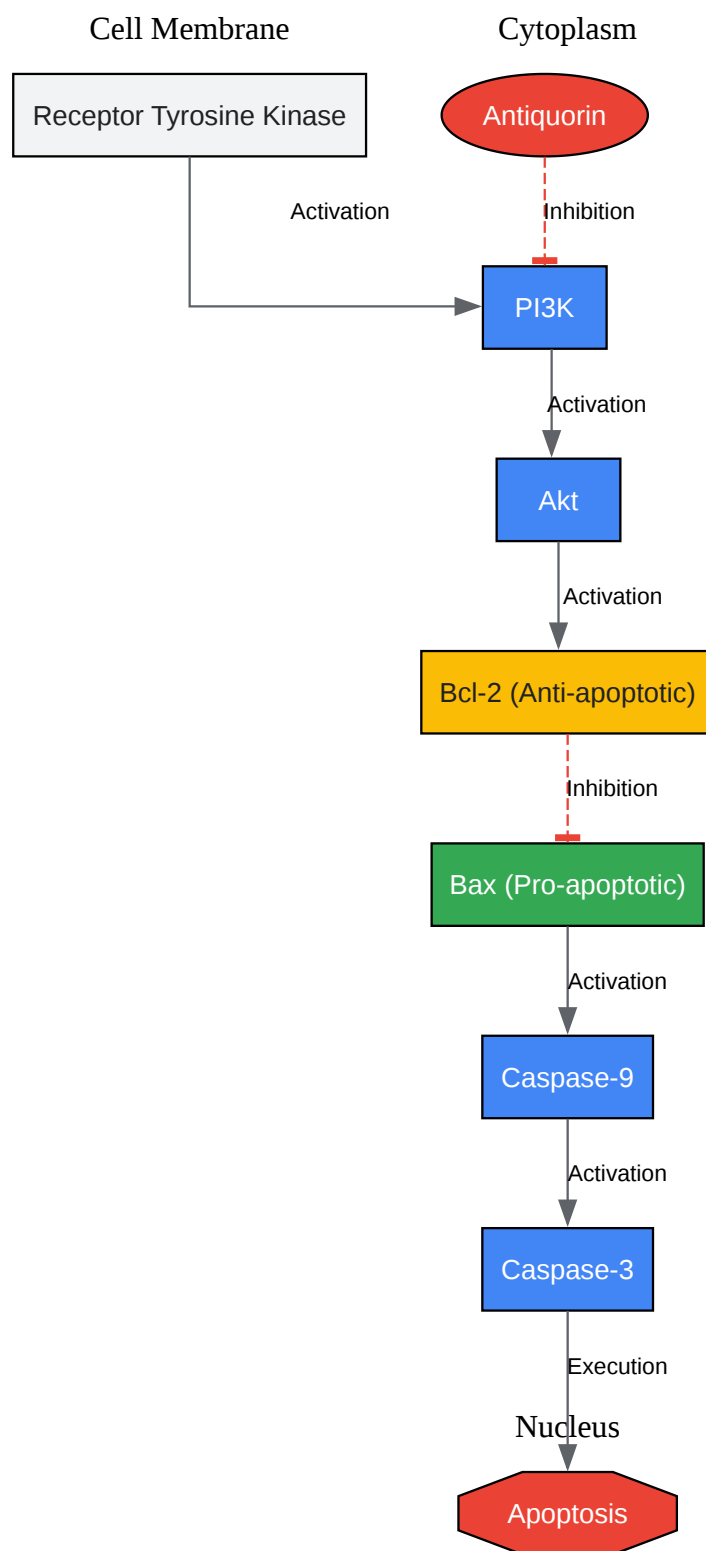 Cell Membrane
Cytoplasm
Receptor Tyrosine Kinase
Antiquorin
Activation
Inhibition
PI3K
Activation
Akt
Activation
Bcl-2 (Anti-apoptotic)
Inhibition
Bax (Pro-apoptotic)
Activation
Caspase-9
Activation
Caspase-3
Execution
Nucleus
Apoptosis